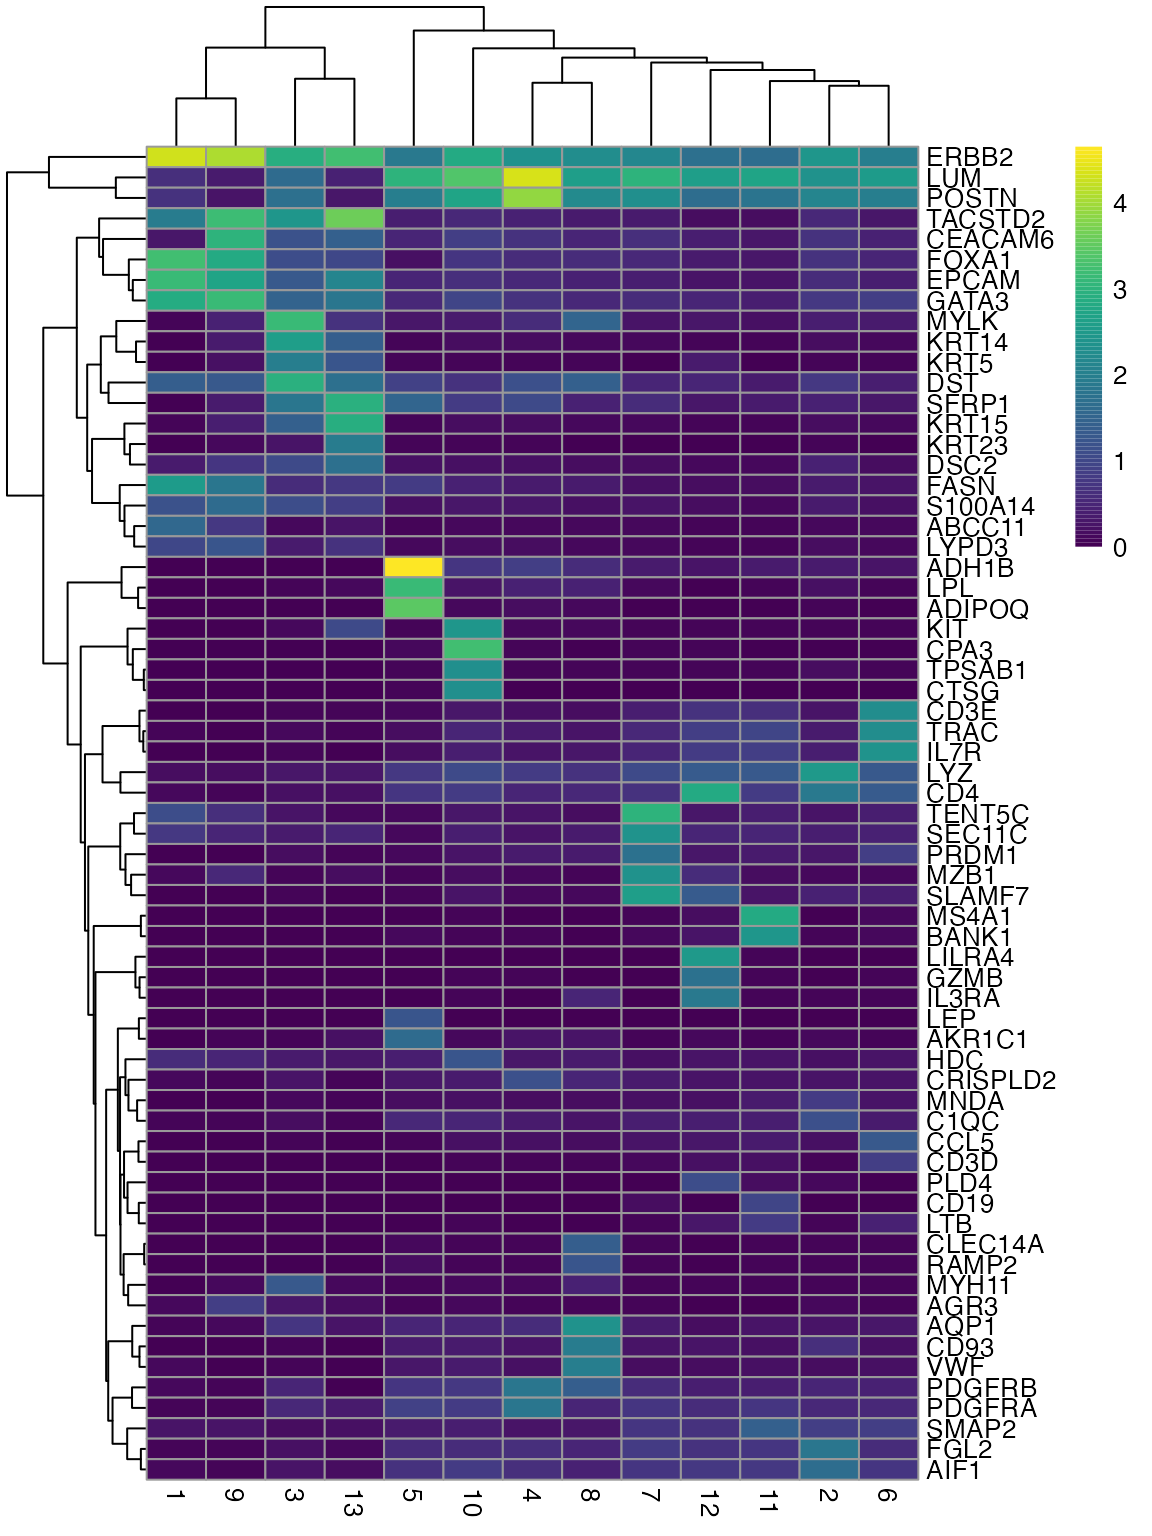 ERBB2
LUM
POSTN
TACSTD2
CEACAM6
FOXA1
EPCAM
GATA3
MYLK
KRT14
KRT5
DST
SFRP1
KRT15
KRT23
DSC2
FASN
S100A14
ABCC11
LYPD3
ADH1B
LPL
ADIPOQ
KIT
CPA3
TPSAB1
CTSG
CD3E
TRAC
IL7R
LYZ
CD4
TENT5C
SEC11C
PRDM1
MZB1
SLAMF7
MS4A1
BANK1
LILRA4
GZMB
IL3RA
LEP
AKR1C1
HDC
CRISPLD2
MNDA
C1QC
CCL5
CD3D
PLD4
CD19
LTB
CLEC14A
RAMP2
MYH11
AGR3
AQP1
CD93
VWF
PDGFRB
PDGFRA
SMAP2
FGL2
AIF1
1 9 3 13 5 10 4 8 7 12 11 2 6
4
3
2
1
0